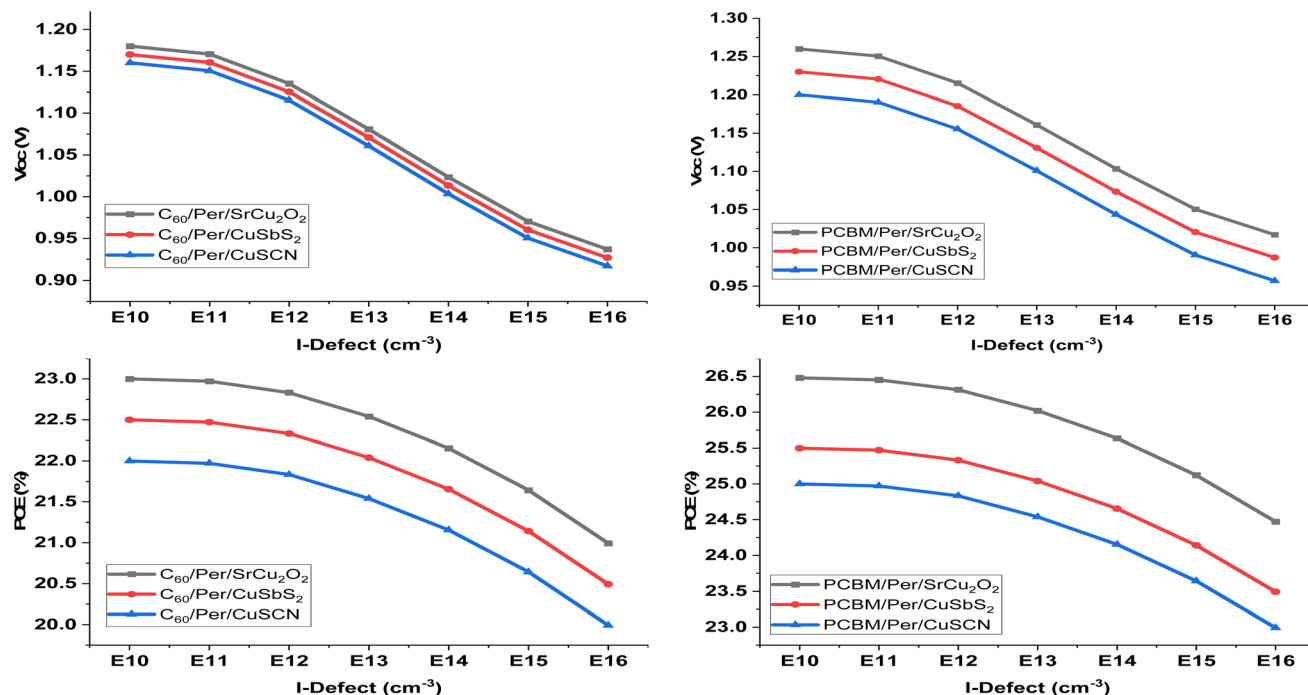 1.20
1.15
1.10
1.05
1.00
0.95
0.90
Voc (V)
C₆₀/Per/SrCu₂O₂
C₆₀/Per/CuSbS₂
C₆₀/Per/CuSCN
E10 E11 E12 E13 E14 E15 E16
I-Defect (cm⁻³)
1.30
1.25
1.20
1.15
1.10
1.05
1.00
0.95
Voc (V)
PCBM/Per/SrCu₂O₂
PCBM/Per/CuSbS₂
PCBM/Per/CuSCN
E10 E11 E12 E13 E14 E15 E16
I-Defect (cm⁻³)
23.0
22.5
22.0
21.5
21.0
20.5
20.0
PCE (%)
C₆₀/Per/SrCu₂O₂
C₆₀/Per/CuSbS₂
C₆₀/Per/CuSCN
E10 E11 E12 E13 E14 E15 E16
I-Defect (cm⁻³)
26.5
26.0
25.5
25.0
24.5
24.0
23.5
23.0
PCE (%)
PCBM/Per/SrCu₂O₂
PCBM/Per/CuSbS₂
PCBM/Per/CuSCN
E10 E11 E12 E13 E14 E15 E16
I-Defect (cm⁻³)